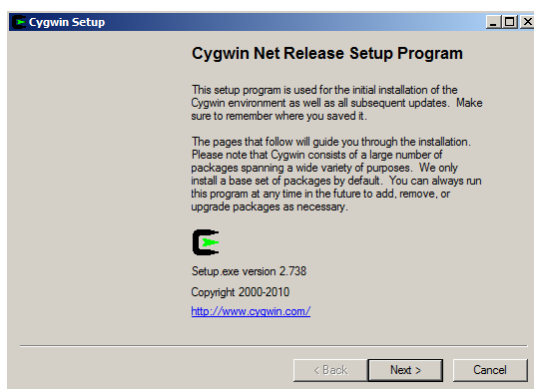 Cygwin Setup
Cygwin Net Release Setup Program
This setup program is used for the initial installation of the
Cygwin environment as well as all subsequent updates. Make
sure to remember where you saved it.
The pages that follow will guide you through the installation.
Please note that Cygwin consists of a large number of
packages spanning a wide variety of purposes. We only
install a base set of packages by default. You can always run
this program at any time in the future to add, remove, or
upgrade packages as necessary.
Setup.exe version 2.738
Copyright 2000-2010
http://www.cygwin.com/
< Back Next > Cancel